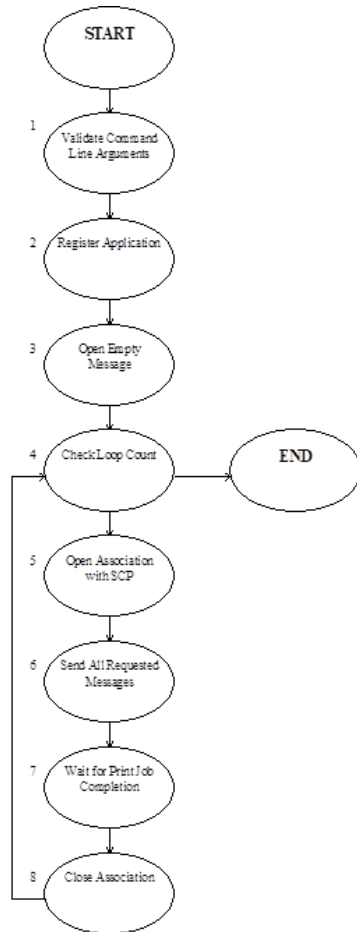 START
1
Validate Command
Line Arguments
2
Register Application
3
Open Empty
Message
4
Check Loop Count
END
5
Open Association
with SCP
6
Send All Requested
Messages
7
Wait for Print Job
Completion
8
Close Association